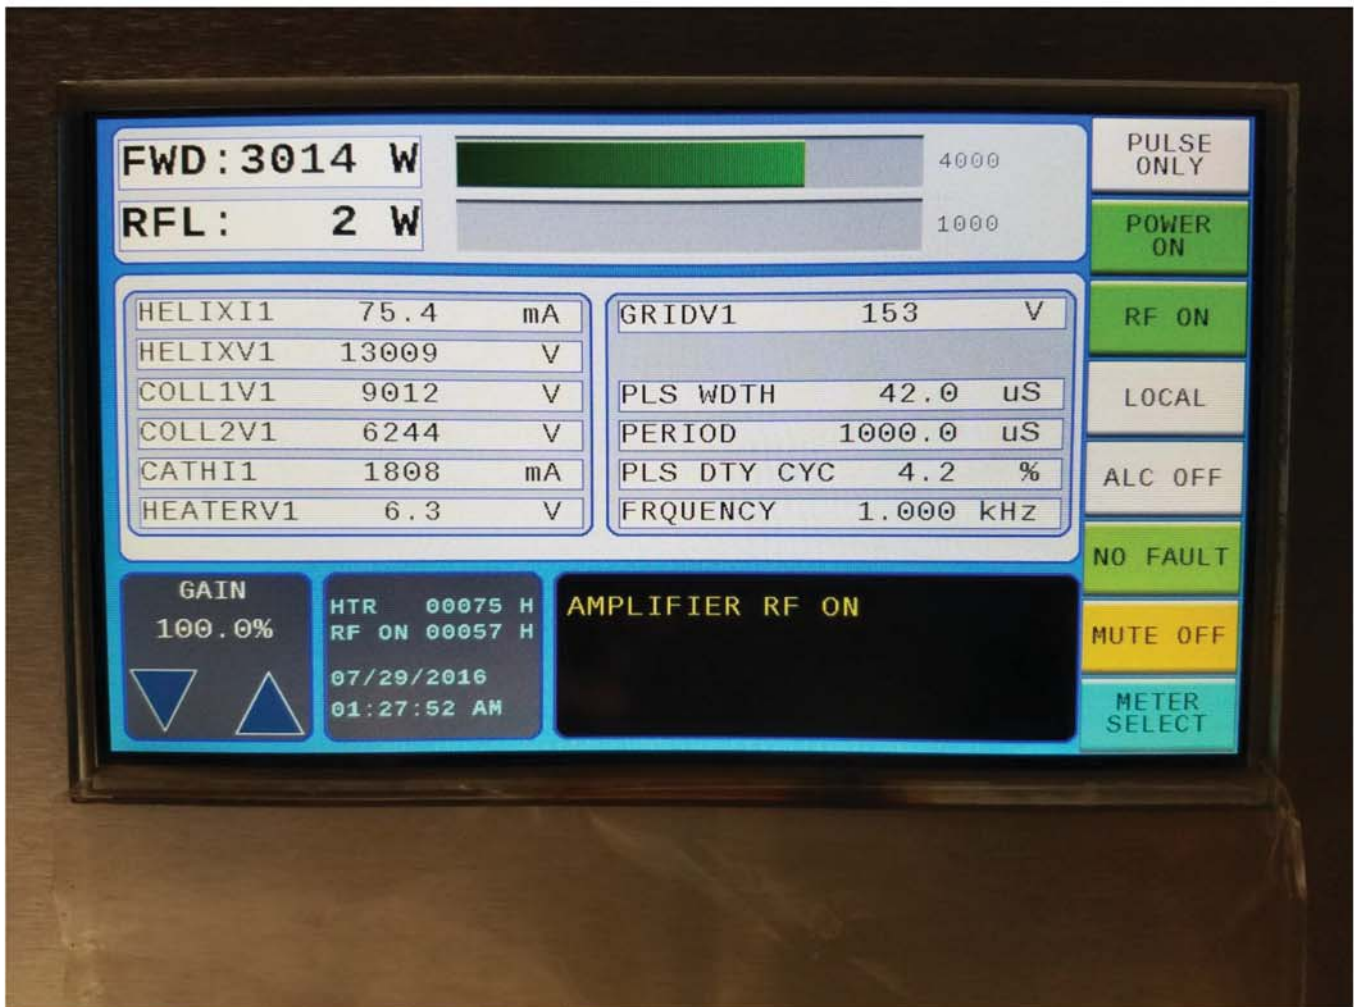 FWD:3014 W
4000
RFL: 2 W
1000
HELIXI1 75.4 mA
HELIXV1 13009 V
COLL1V1 9012 V
COLL2V1 6244 V
CATHI1 1808 mA
HEATERV1 6.3 V
GRIDV1 153 V
PLS WDTH 42.0 uS
PERIOD 1000.0 uS
PLS DTY CYC 4.2 %
FRQUENCY 1.000 kHz
GAIN
100.0%
HTR 00075 H
RF ON 00057 H
07/29/2016
01:27:52 AM
AMPLIFIER RF ON
PULSE
ONLY
POWER
ON
RF ON
LOCAL
ALC OFF
NO FAULT
MUTE OFF
METER
SELECT